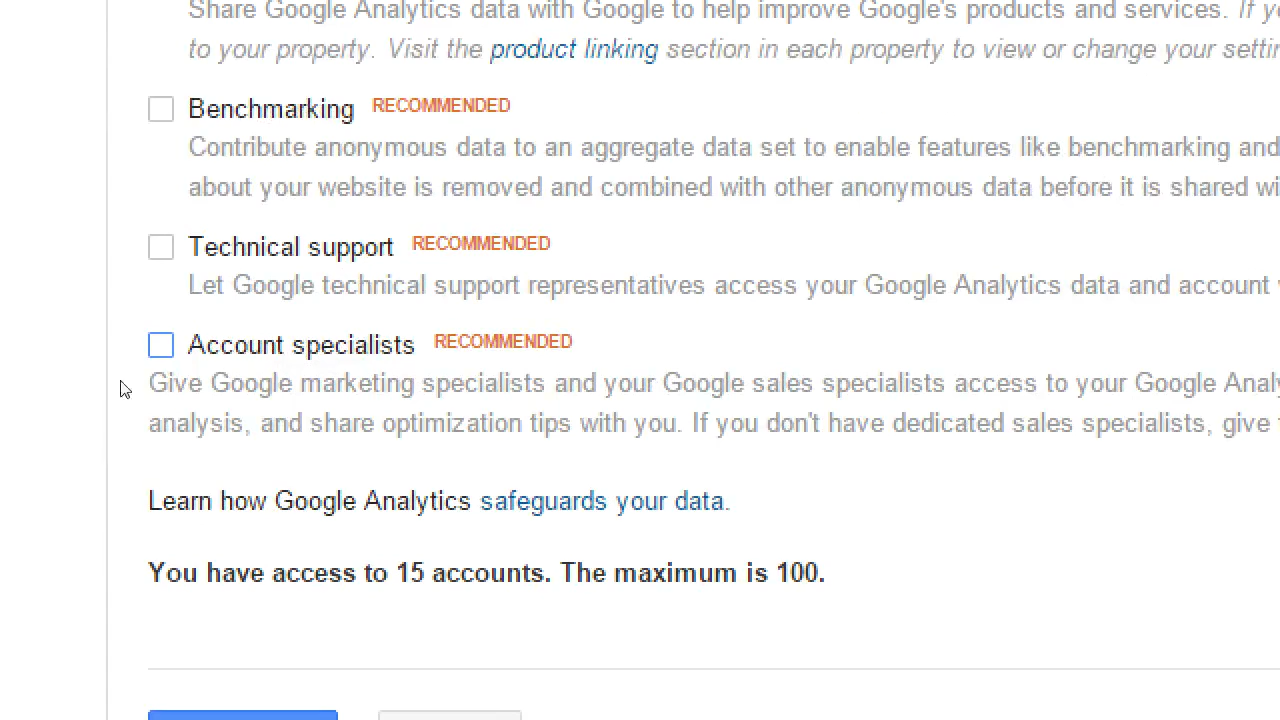 Share Google Analytics data with Google to help improve Google's products and services. If
to your property. Visit the product linking section in each property to view or change your
Benchmarking RECOMMENDED
Contribute anonymous data to an aggregate data set to enable features like benchmarking and
about your website is removed and combined with other anonymous data before it is shared
Technical support RECOMMENDED
Let Google technical support representatives access your Google Analytics data and account
Account specialists RECOMMENDED
Give Google marketing specialists and your Google sales specialists access to your Google
analysis, and share optimization tips with you. If you don't have dedicated sales specialists, give
Learn how Google Analytics safeguards your data.
You have access to 15 accounts. The maximum is 100.